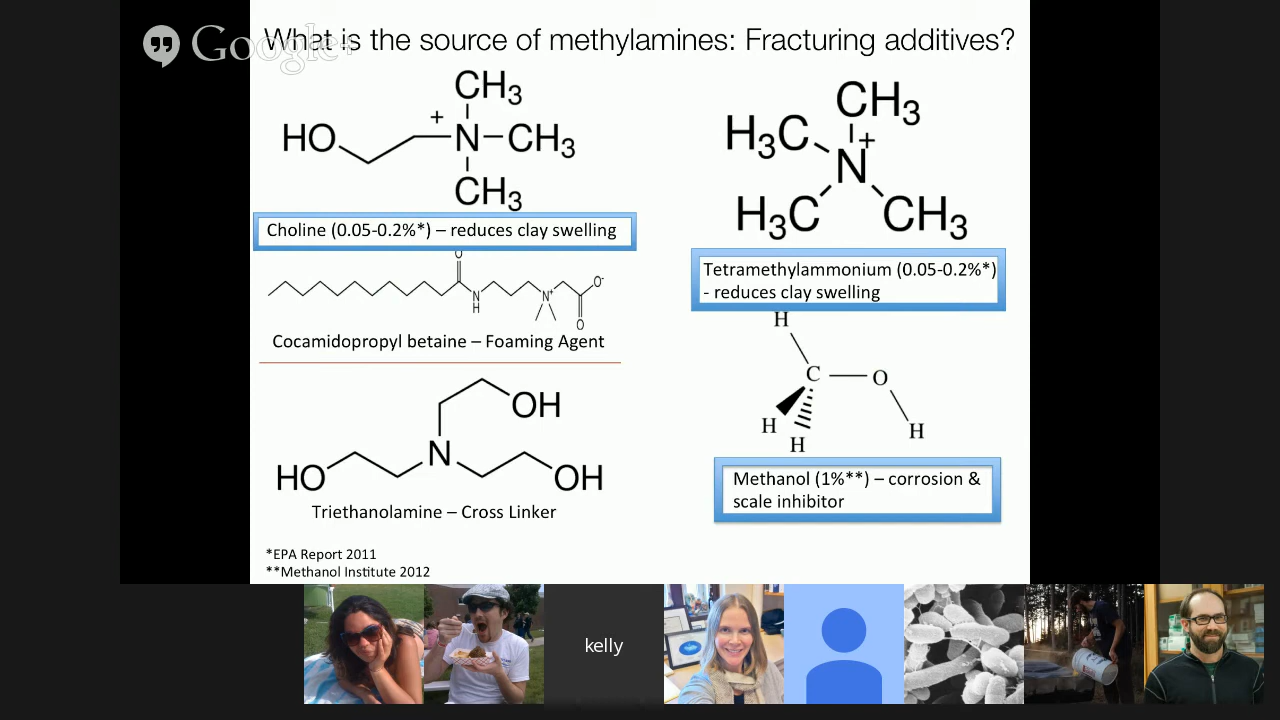 Google+
What is the source of methylamines: Fracturing additives?
CH3
+
HO N CH3
CH3
Choline (0.05-0.2%*) – reduces clay swelling
O
N
H
N+
O-
O
Cocamidopropyl betaine – Foaming Agent
OH
N
HO OH
Triethanolamine – Cross Linker
*EPA Report 2011
**Methanol Institute 2012
CH3
H3C +
N
H3C CH3
Tetramethylammonium (0.05-0.2%*)
- reduces clay swelling
H
C O
H H
H
Methanol (1%**) – corrosion &
scale inhibitor
kelly